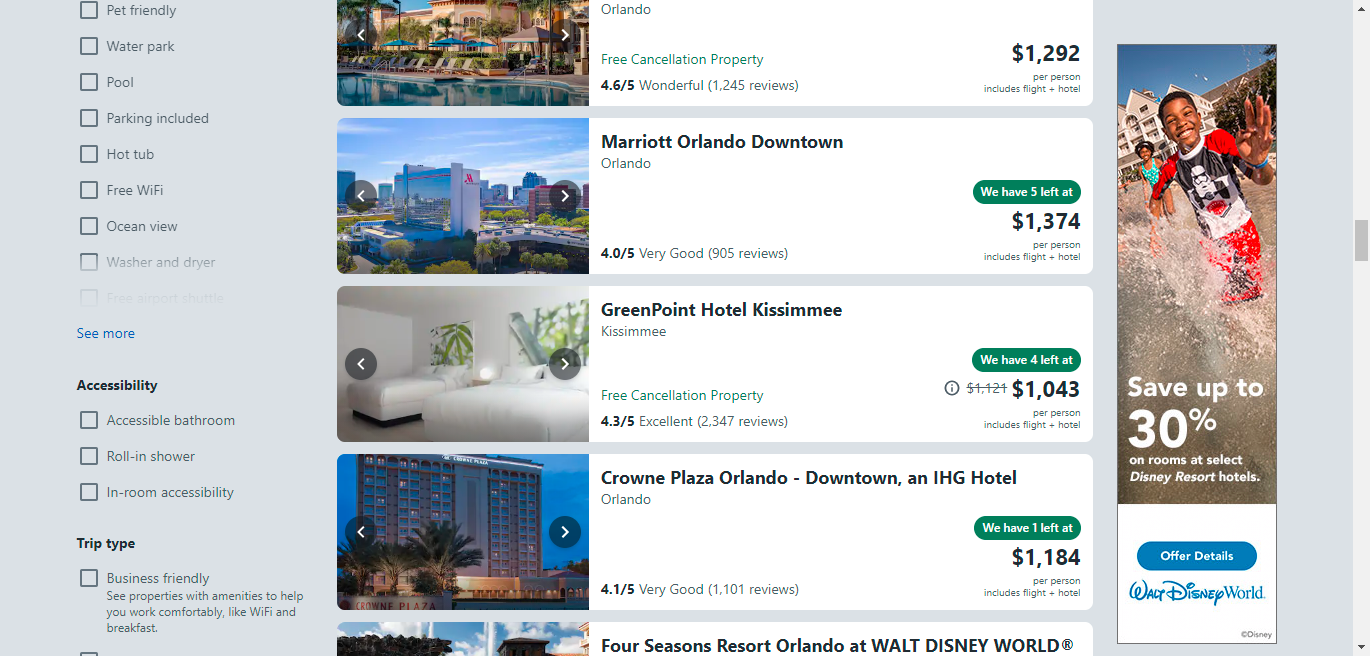 Pet friendly
Water park
Pool
Parking included
Hot tub
Free WiFi
Ocean view
Washer and dryer
Free airport shuttle
See more
Accessibility
Accessible bathroom
Roll-in shower
In-room accessibility
Trip type
Business friendly
See properties with amenities to help
you work comfortably, like WiFi and
breakfast.
Orlando
Free Cancellation Property
4.6/5 Wonderful (1,245 reviews)
$1,292
per person
includes flight + hotel
Marriott Orlando Downtown
Orlando
We have 5 left at
$1,374
per person
includes flight + hotel
4.0/5 Very Good (905 reviews)
GreenPoint Hotel Kissimmee
Kissimmee
We have 4 left at
$1,121 $1,043
per person
includes flight + hotel
Free Cancellation Property
4.3/5 Excellent (2,347 reviews)
CROWNE PLAZA
CROWNE PLAZA
Crowne Plaza Orlando - Downtown, an IHG Hotel
Orlando
We have 1 left at
$1,184
per person
includes flight + hotel
4.1/5 Very Good (1,101 reviews)
Four Seasons Resort Orlando at WALT DISNEY WORLD®
Save up to
30%
on rooms at select
Disney Resort hotels.
Offer Details
Walt Disney World.
©Disney